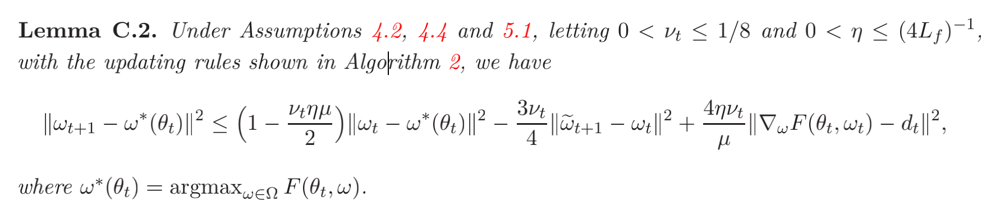 Lemma C.2. Under Assumptions 4.2, 4.4 and 5.1, letting $0 < \nu_t \leq 1/8$ and $0 < \eta \leq (4L_f)^{-1}$,
with the updating rules shown in Algorithm 2, we have
$\|\omega_{t+1} - \omega^*(\theta_t)\|^2 \leq \left(1 - \frac{\nu_t \eta \mu}{2}\right) \|\omega_t - \omega^*(\theta_t)\|^2 - \frac{3\nu_t}{4} \|\widetilde{\omega}_{t+1} - \omega_t\|^2 + \frac{4\eta\nu_t}{\mu} \|\nabla_\omega F(\theta_t, \omega_t) - d_t\|^2,$
where $\omega^*(\theta_t) = \operatorname{argmax}_{\omega \in \Omega} F(\theta_t, \omega)$.